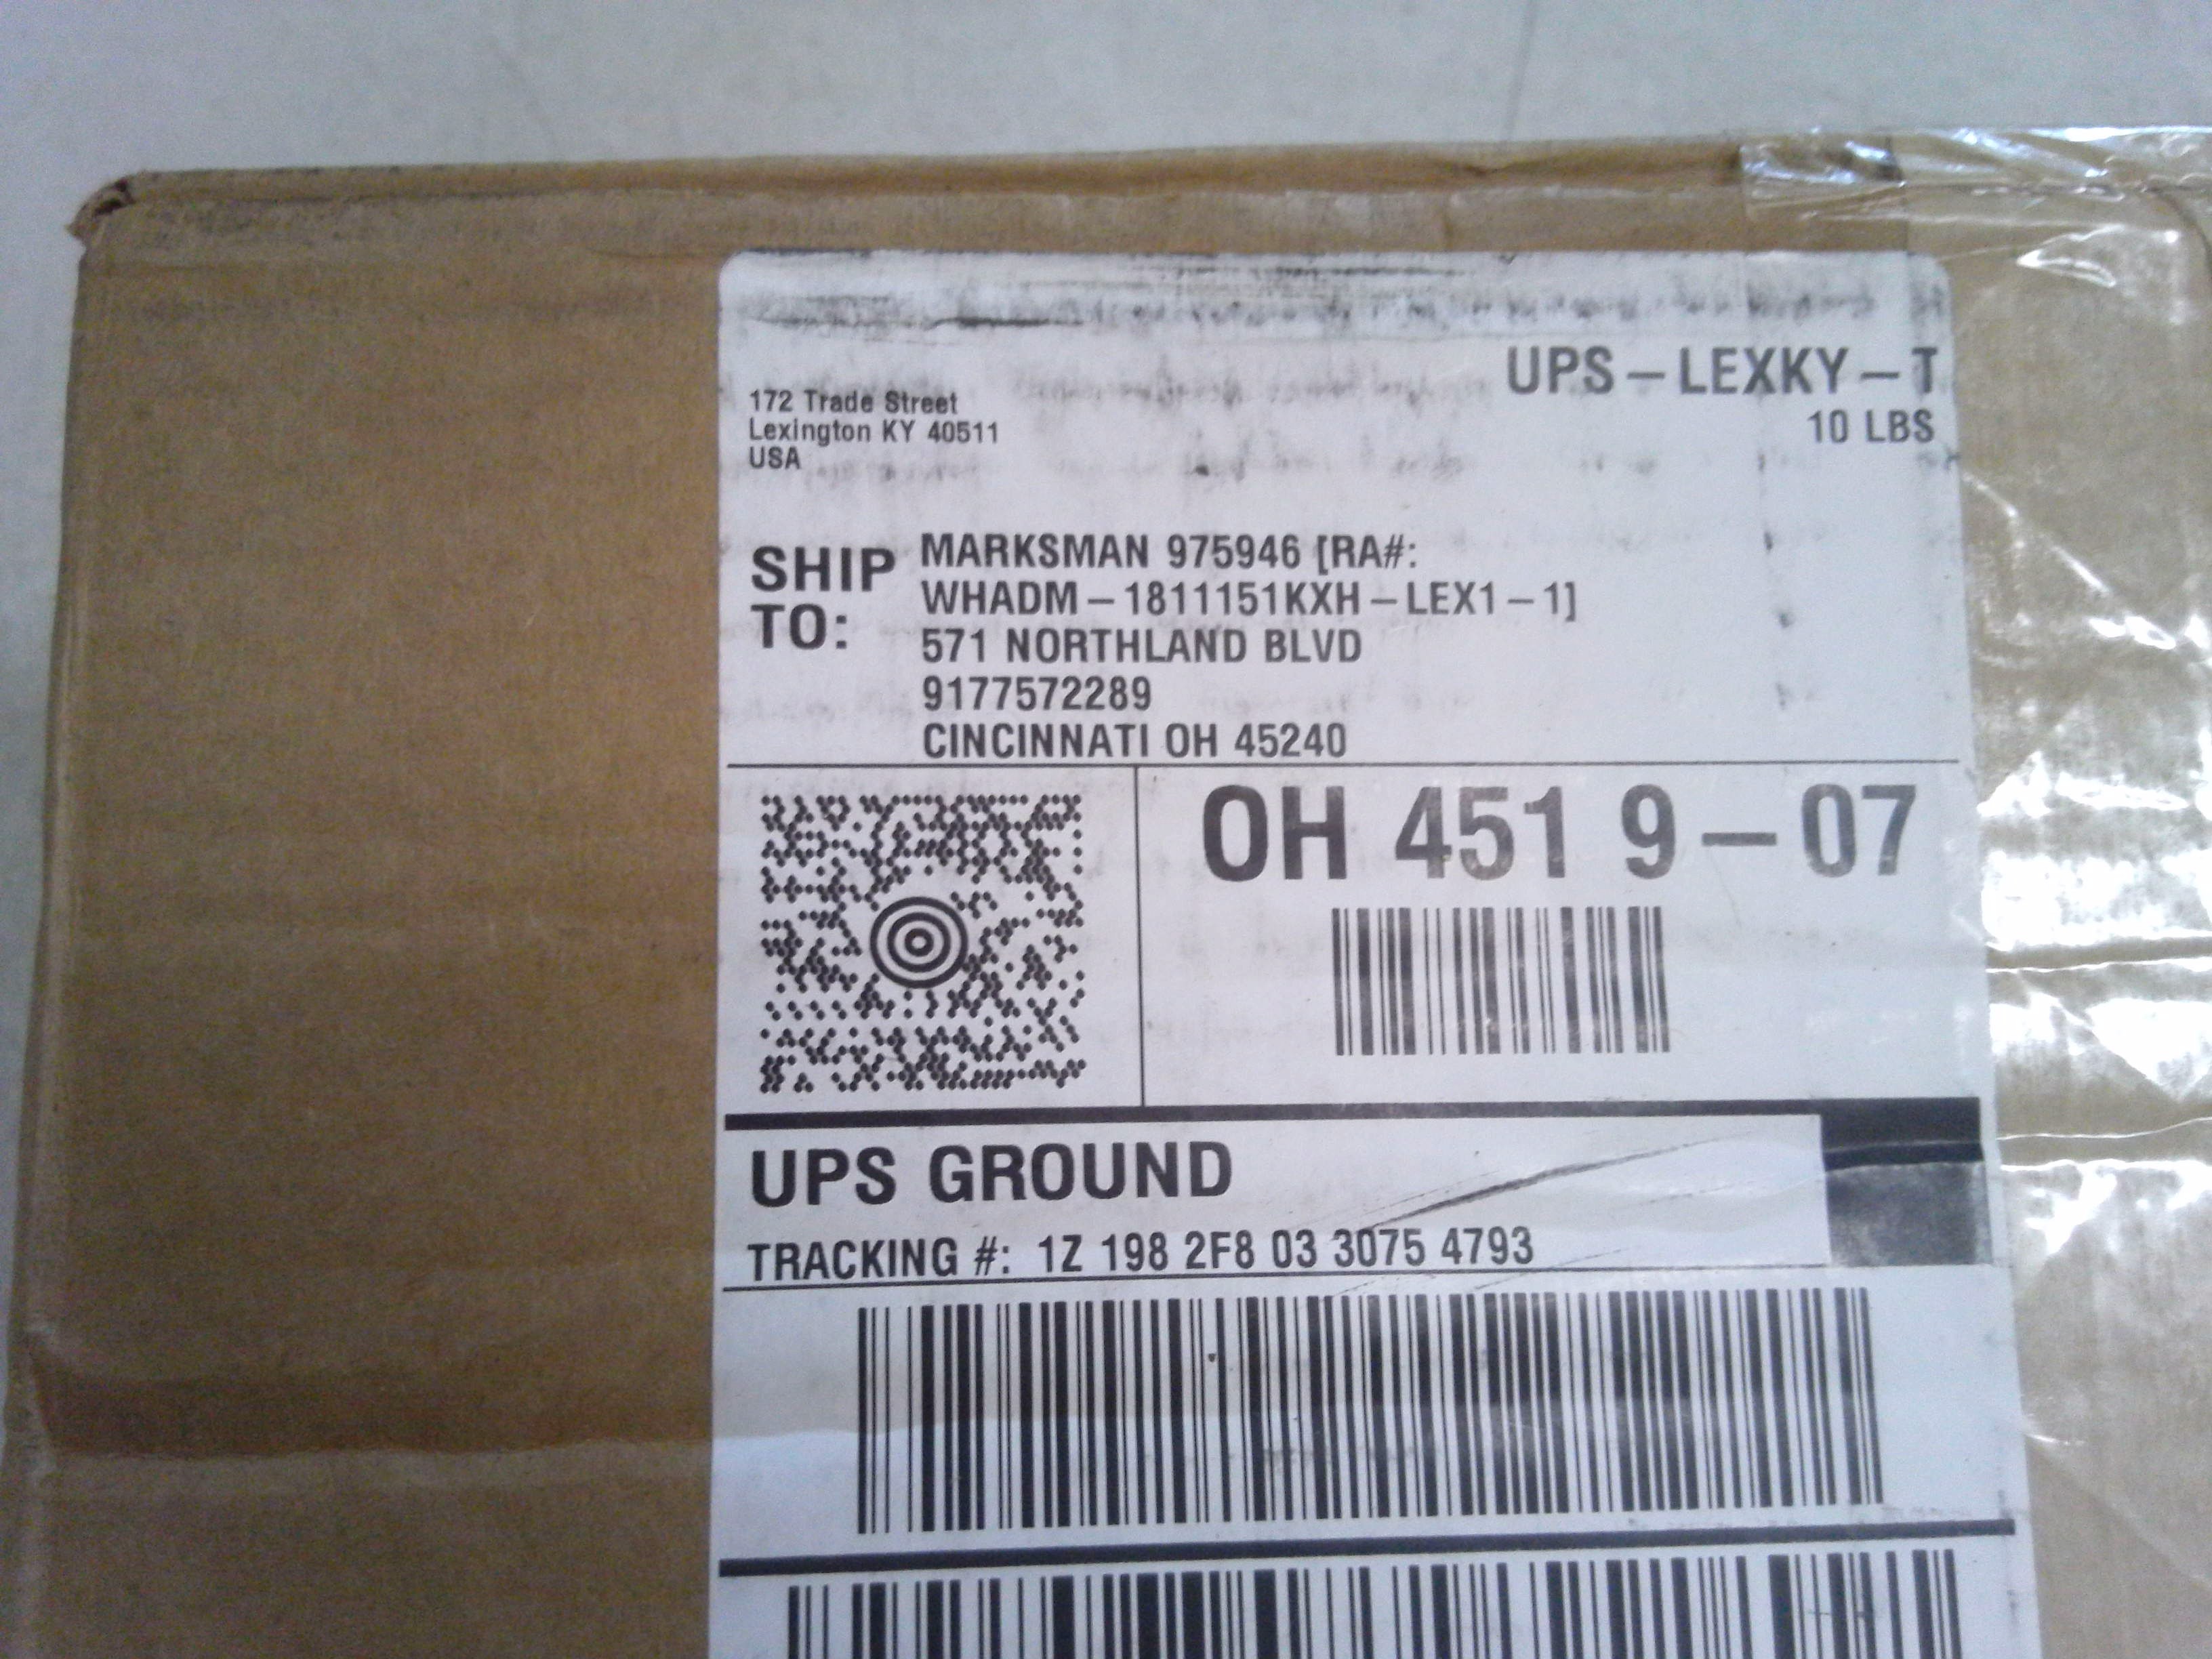 UPS – LEXKY – T
10 LBS
172 Trade Street
Lexington KY 40511
USA
SHIP TO:
MARKSMAN 975946 [RA#:
WHADM – 1811151KXH – LEX1 – 1]
571 NORTHLAND BLVD
9177572289
CINCINNATI OH 45240
OH 451 9 – 07
UPS GROUND
TRACKING #: 1Z 198 2F8 03 3075 4793